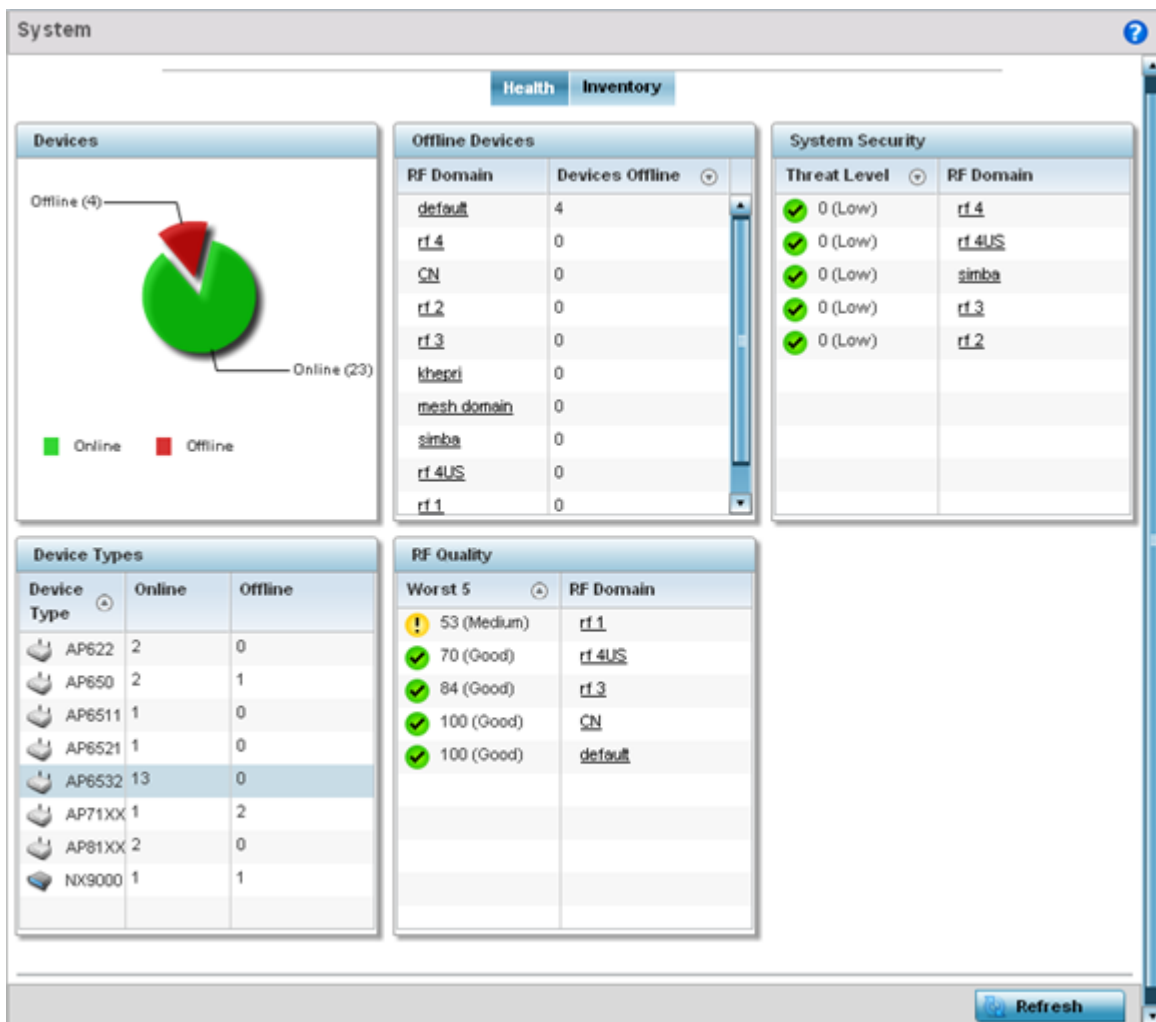 System
Health Inventory
Devices
Offline (4)
Online (23)
Online Offline
Offline Devices
RF Domain Devices Offline
default 4
rf 4 0
CN 0
rf 2 0
rf 3 0
khepri 0
mesh domain 0
simba 0
rf 4US 0
rf 1 0
System Security
Threat Level RF Domain
0 (Low) rf 4
0 (Low) rf 4US
0 (Low) simba
0 (Low) rf 3
0 (Low) rf 2
Device Types
Device Type Online Offline
AP622 2 0
AP650 2 1
AP6511 1 0
AP6521 1 0
AP6532 13 0
AP71XX 1 2
AP81XX 2 0
NX9000 1 1
RF Quality
Worst 5 RF Domain
53 (Medium) rf 1
70 (Good) rf 4US
84 (Good) rf 3
100 (Good) CN
100 (Good) default
Refresh